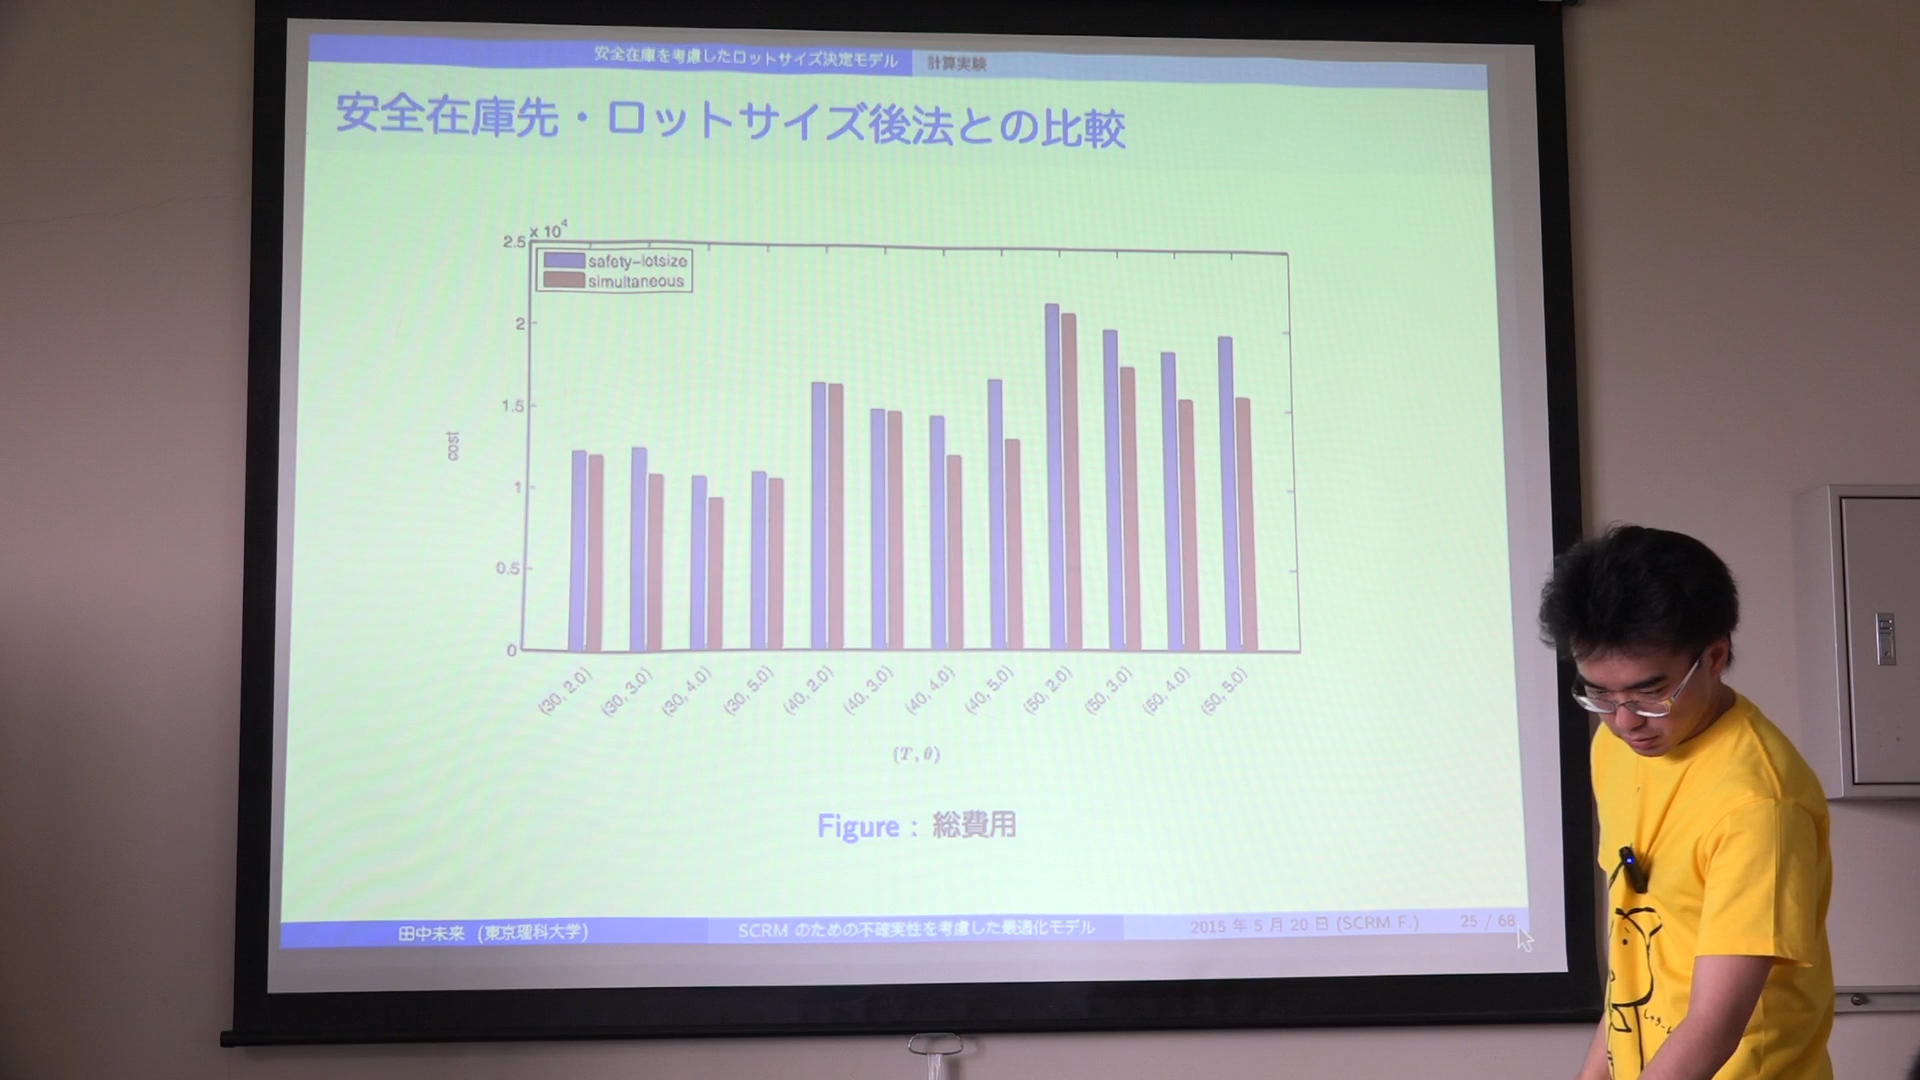 安全在庫を考慮したロットサイズ決定モデル 計算実験
安全在庫先・ロットサイズ後法との比較
x 10^4
2.5
safety-lotsize
simultaneous
2
1.5
cost
1
0.5
0
(30, 2.0) (30, 3.0) (30, 4.0) (30, 5.0) (40, 2.0) (40, 3.0) (40, 4.0) (40, 5.0) (50, 2.0) (50, 3.0) (50, 4.0) (50, 5.0)
(T, θ)
Figure : 総費用
田中未来 (東京理科大学) SCRM のための不確実性を考慮した最適化モデル 2015 年 5 月 20 日 (SCRM F.) 25 / 68